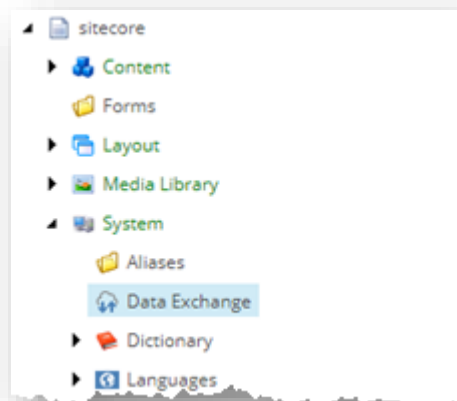 sitecore
Content
Forms
Layout
Media Library
System
Aliases
Data Exchange
Dictionary
Languages